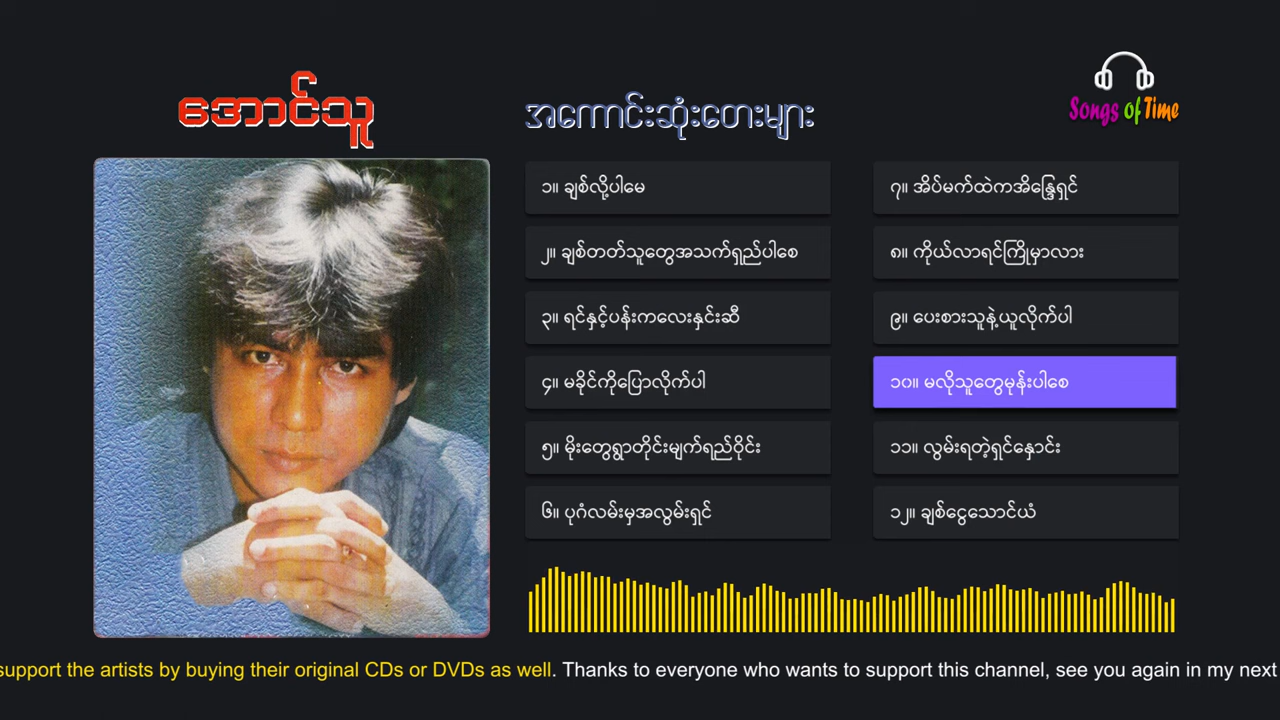 အောင်သူ
အကောင်းဆုံးတေးများ
Songs of Time
၁။ ချစ်လို့ပါမေ
၂။ ချစ်တတ်သူတွေအသက်ရှည်ပါစေ
၃။ ရင်နှင့်ပန်းကလေးနှင်းဆီ
၄။ မခိုင်ကိုပြောလိုက်ပါ
၅။ မိုးတွေရွာတိုင်းမျက်ရည်ဝိုင်း
၆။ ပုဂံလမ်းမှအလွမ်းရှင်
၇။ အိပ်မက်ထဲကအိန္ဒြေရှင်
၈။ ကိုယ်လာရင်ကြိုမှာလား
၉။ ပေးစားသူနဲ့ယူလိုက်ပါ
၁၀။ မလိုသူတွေမုန်းပါစေ
၁၁။ လွမ်းရတဲ့ရှင်နှောင်း
၁၂။ ချစ်ငွေသောင်ယံ
support the artists by buying their original CDs or DVDs as well. Thanks to everyone who wants to support this channel, see you again in my next